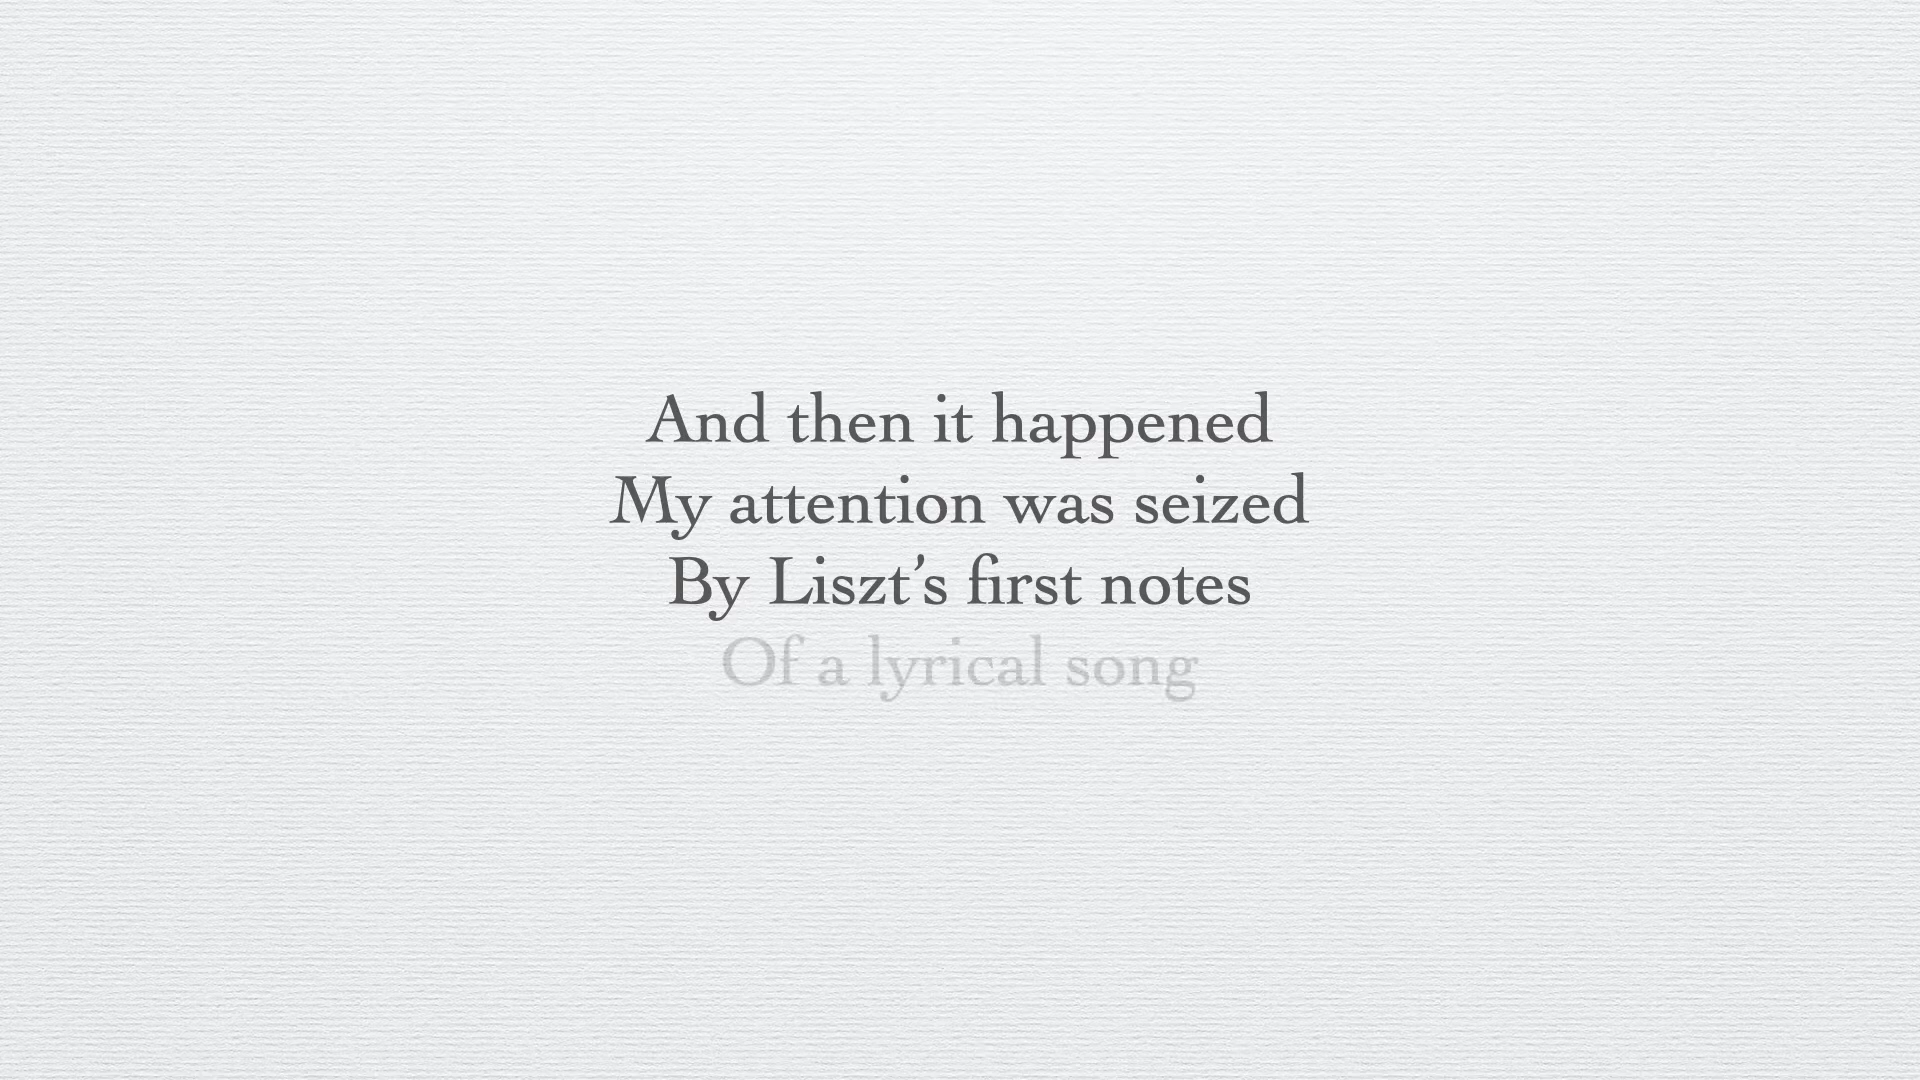 And then it happened
My attention was seized
By Liszt’s first notes
Of a lyrical song